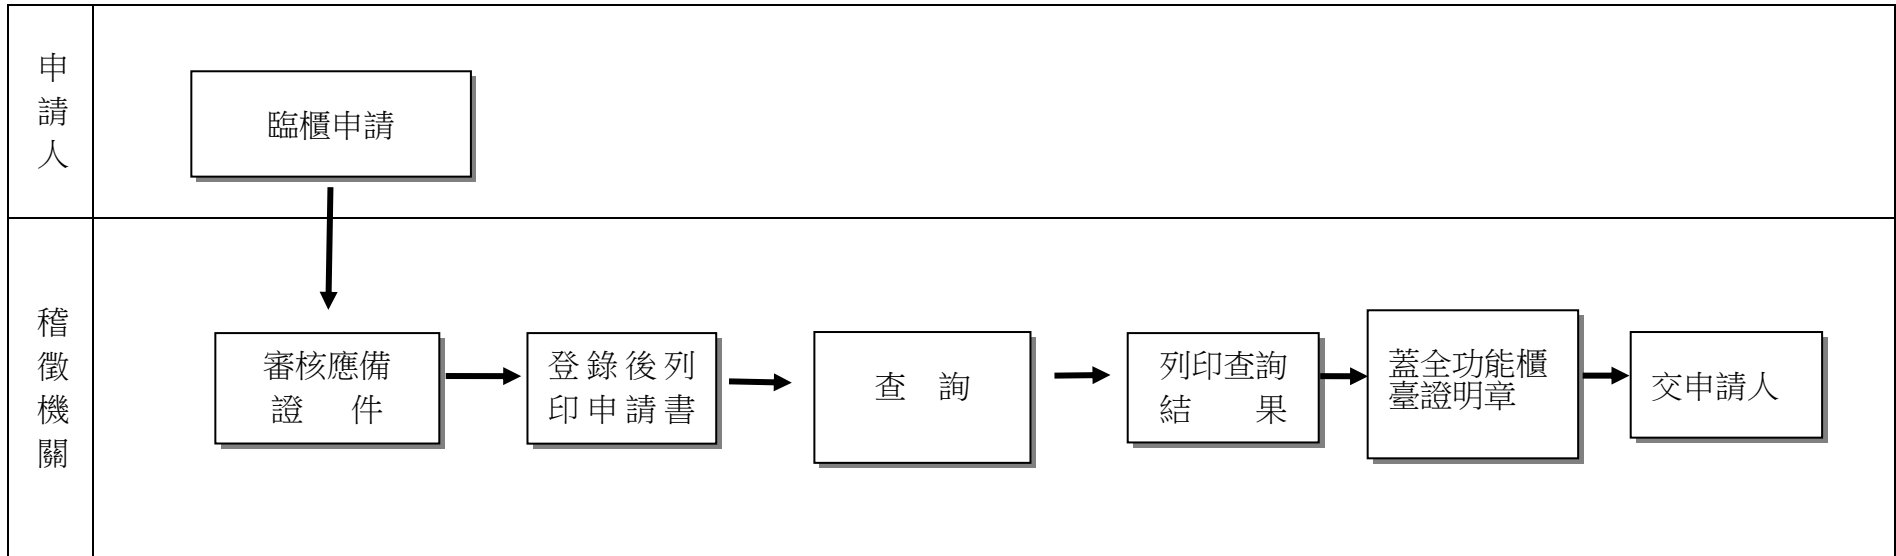 申請人
臨櫃申請
稽徵機關
審核應備
證 件
登錄後列
印申請書
查 詢
列印查詢
結 果
蓋全功能櫃
臺證明章
交申請人